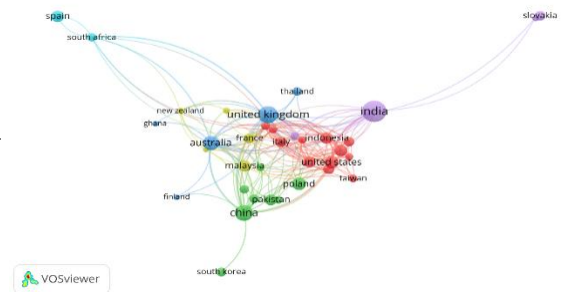 spain
slovakia
south africa
thailand
new zealand
united kingdom
india
ghana
australia
france
italy
indonesia
malaysia
united states
taiwan
poland
finland
pakistan
china
south korea
VOSviewer